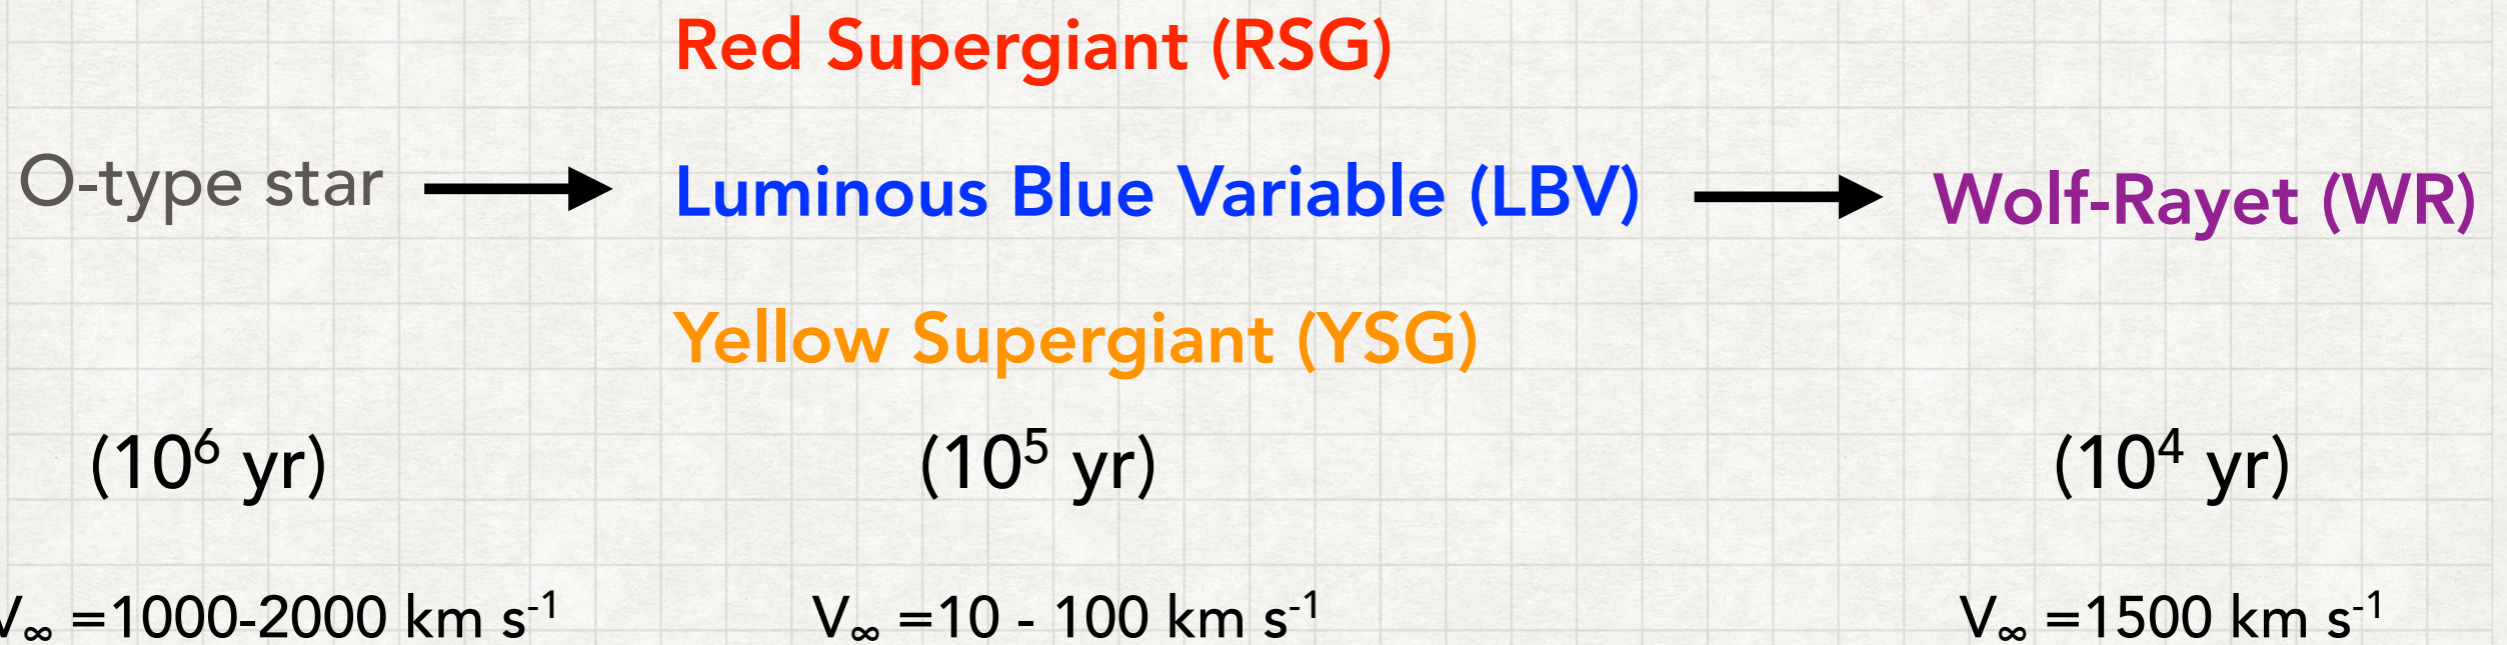 Red Supergiant (RSG)
O-type star
Luminous Blue Variable (LBV)
Wolf-Rayet (WR)
Yellow Supergiant (YSG)
(10⁶ yr)
(10⁵ yr)
(10⁴ yr)
V∞ =1000-2000 km s⁻¹
V∞ =10 - 100 km s⁻¹
V∞ =1500 km s⁻¹